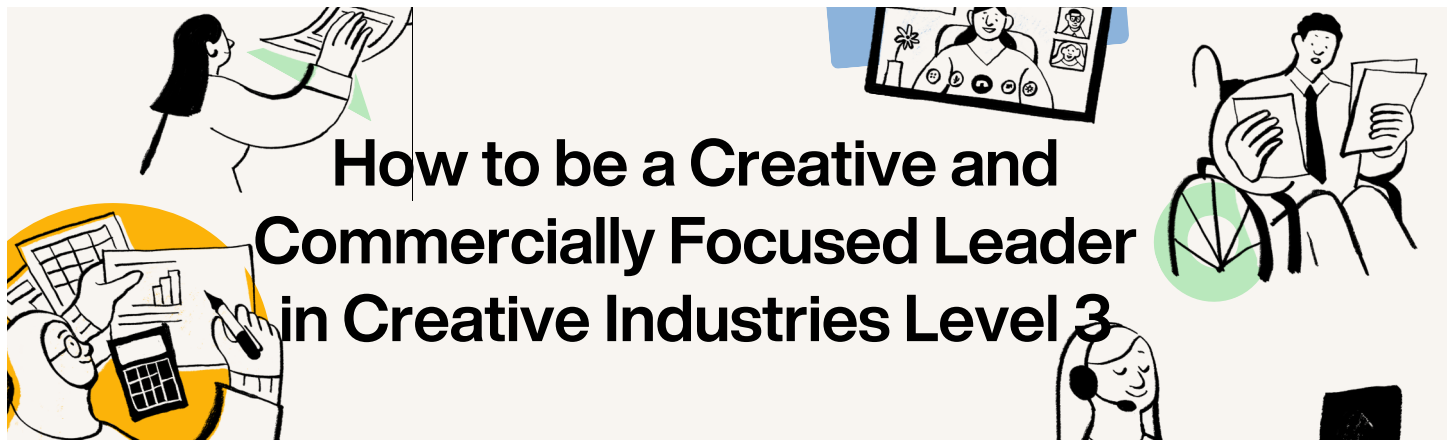 How to be a Creative and
Commercially Focused Leader
in Creative Industries Level 3